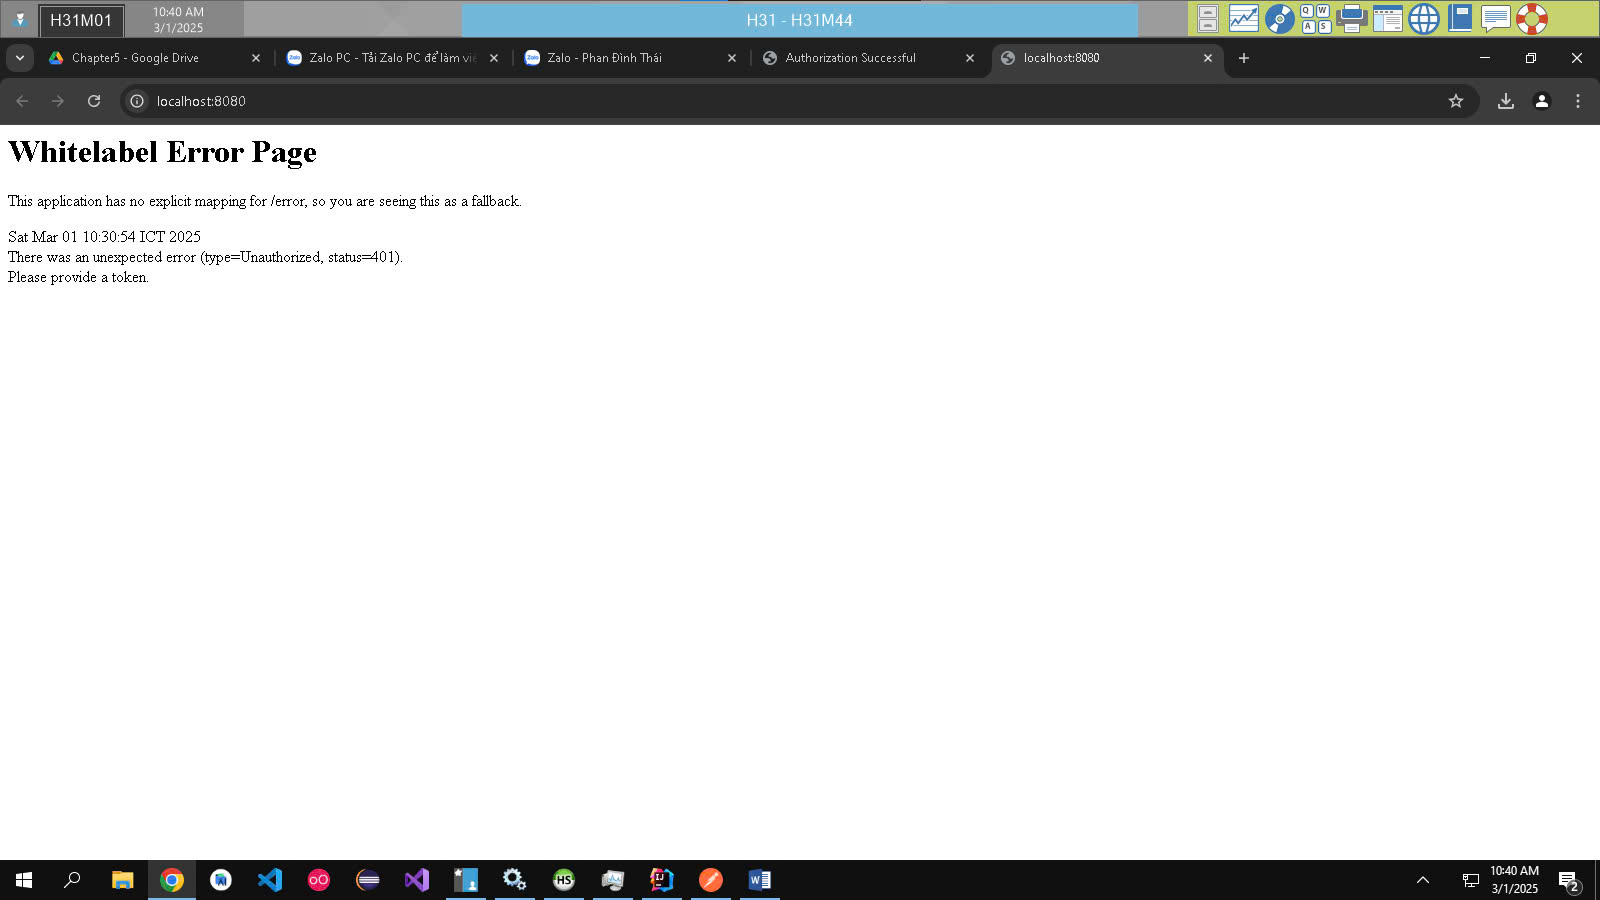 H31M01
10:40 AM
3/1/2025
H31 - H31M44
Q W
A S
Chapter5 - Google Drive
Zalo PC - Tải Zalo PC để làm việ
Zalo - Phan Đình Thái
Authorization Successful
localhost:8080
localhost:8080
Whitelabel Error Page
This application has no explicit mapping for /error, so you are seeing this as a fallback.
Sat Mar 01 10:30:54 ICT 2025
There was an unexpected error (type=Unauthorized, status=401).
Please provide a token.
HS
IJ
W
10:40 AM
3/1/2025
2